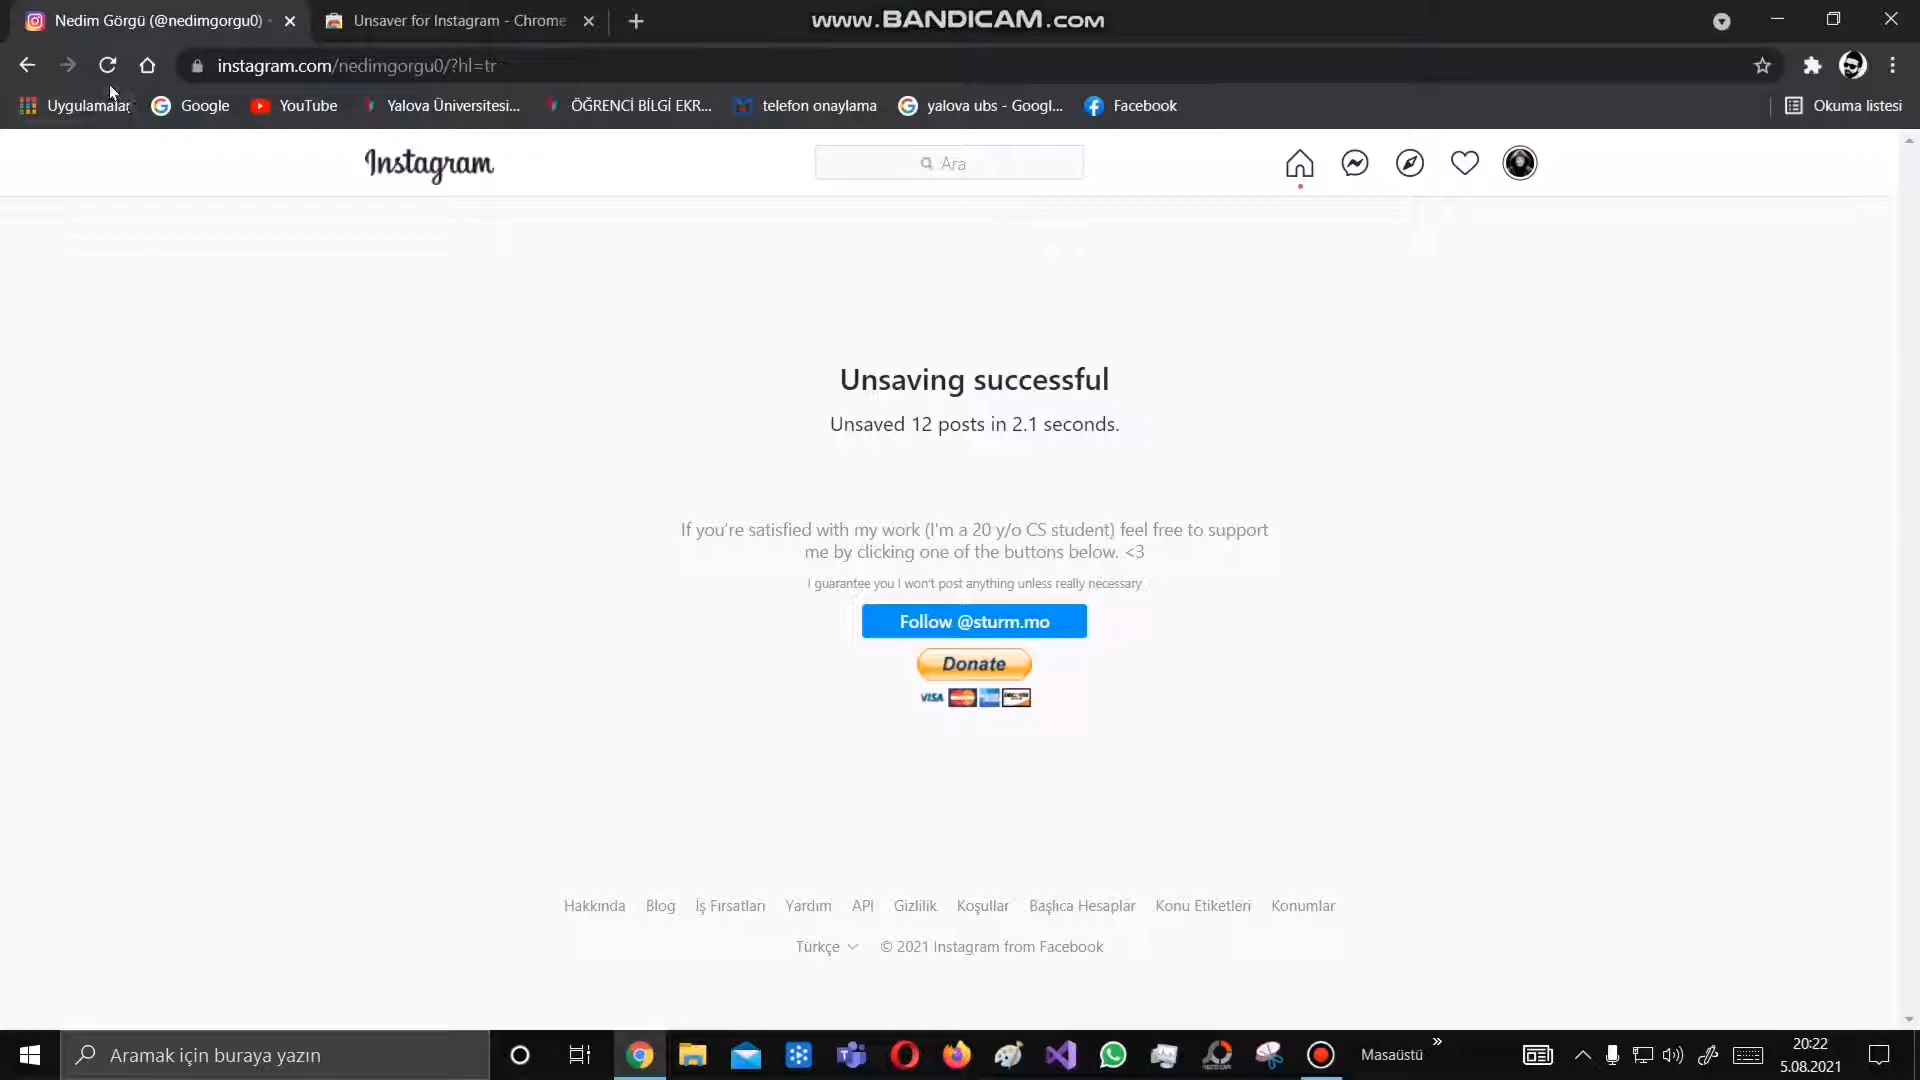 Nedim Görgü (@nedimgorgu0) -
Unsaver for Instagram - Chrome
www.BANDICAM.com
instagram.com/nedimgorgu0/?hl=tr
Uygulamalar
Google
YouTube
Yalova Üniversitesi...
ÖĞRENCİ BİLGİ EKR...
telefon onaylama
yalova ubs - Googl...
Facebook
Okuma listesi
Instagram
Ara
Unsaving successful
Unsaved 12 posts in 2.1 seconds.
If you're satisfied with my work (I'm a 20 y/o CS student) feel free to support
me by clicking one of the buttons below. <3
I guarantee you I won't post anything unless really necessary.
Follow @sturm.mo
Donate
VISA
Hakkında Blog İş Fırsatları Yardım API Gizlilik Koşullar Başlıca Hesaplar Konu Etiketleri Konumlar
Türkçe © 2021 Instagram from Facebook
Aramak için buraya yazın
Masaüstü
20:22
5.08.2021